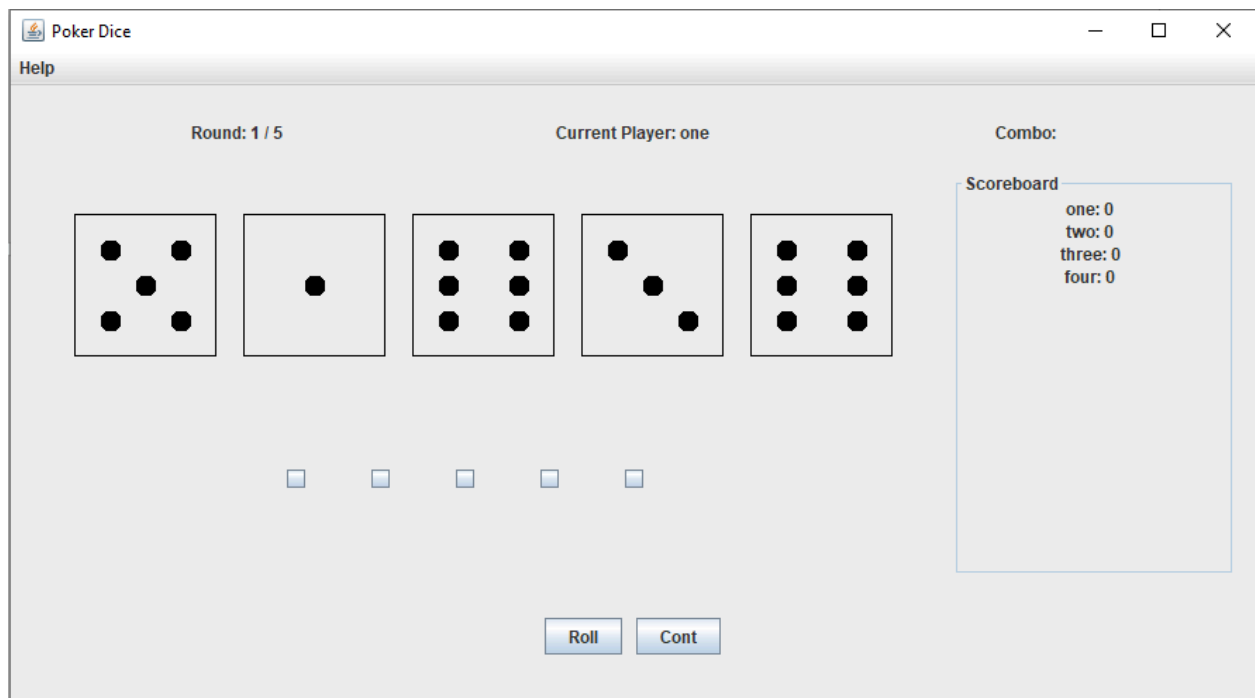 Poker Dice
Help
Round: 1 / 5
Current Player: one
Combo:
Scoreboard
one: 0
two: 0
three: 0
four: 0
Roll
Cont